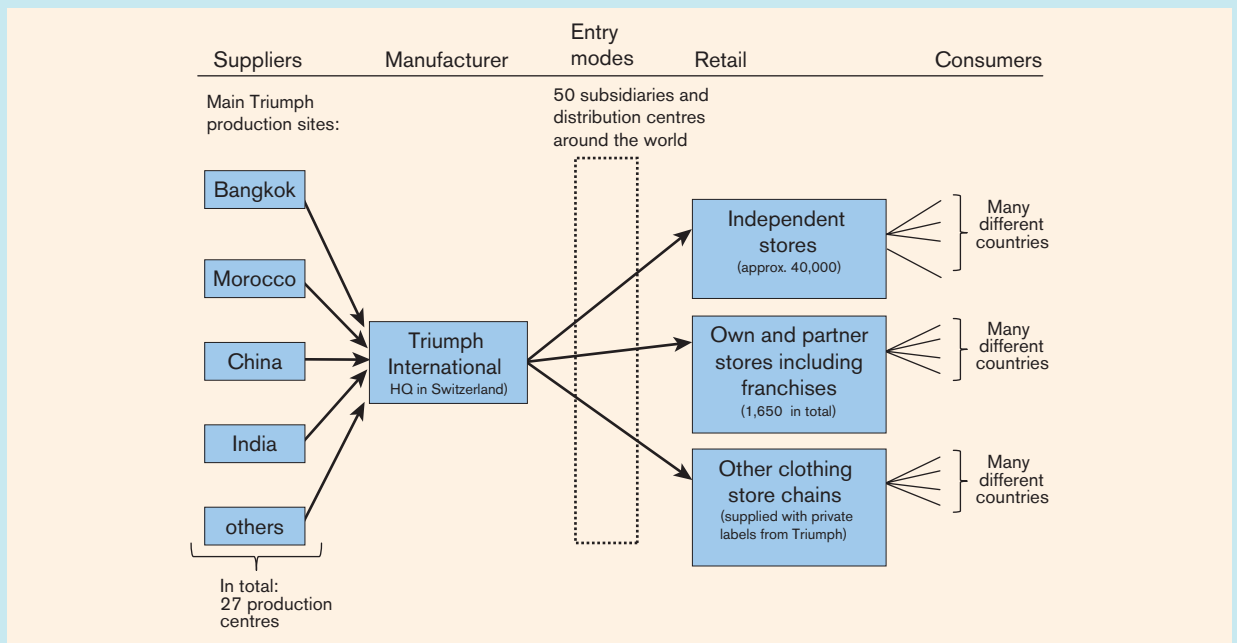 Suppliers
Manufacturer
Entry
modes
Retail
Consumers
Main Triumph
production sites:
50 subsidiaries and
distribution centres
around the world
Bangkok
Morocco
China
India
others
In total:
27 production
centres
Triumph
International
HQ in Switzerland)
Independent
stores
(approx. 40,000)
Many
different
countries
Own and partner
stores including
franchises
(1,650 in total)
Many
different
countries
Other clothing
store chains
(supplied with private
labels from Triumph)
Many
different
countries